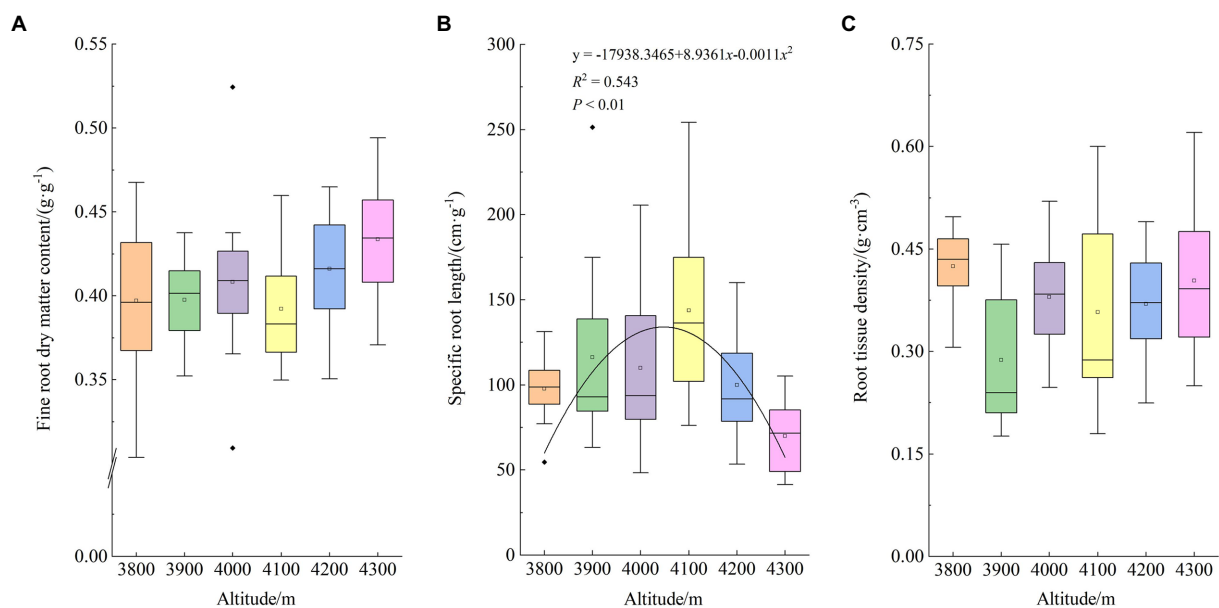 A
Fine root dry matter content/(g·g⁻¹)
0.55
0.50
0.45
0.40
0.35
0.00
3800 3900 4000 4100 4200 4300
Altitude/m
B
Specific root length/(cm·g⁻¹)
300
250
200
150
100
50
0
y = -17938.3465+8.9361x-0.0011x²
R² = 0.543
P < 0.01
3800 3900 4000 4100 4200 4300
Altitude/m
C
Root tissue density/(g·cm⁻³)
0.75
0.60
0.45
0.30
0.15
0.00
3800 3900 4000 4100 4200 4300
Altitude/m